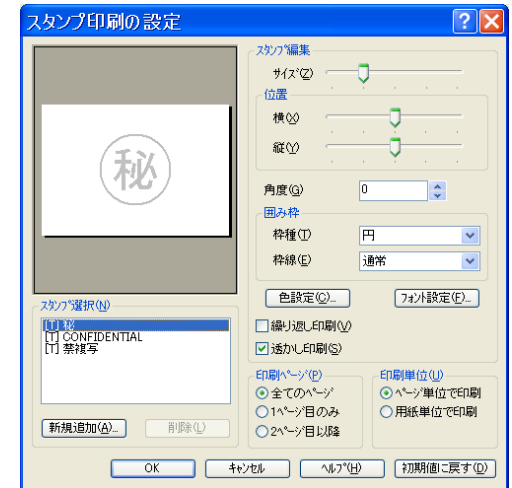 スタンプ印刷の設定
秘
スタンプ選択(N)
[T] 秘
[T] CONFIDENTIAL
[T] 禁複写
新規追加(A)...
削除(L)
スタンプ編集
サイズ(Z)
位置
横(X)
縦(Y)
角度(G)
0
囲み枠
枠種(T)
円
枠線(E)
通常
色設定(C)...
フォント設定(F)...
繰り返し印刷(V)
透かし印刷(S)
印刷ページ(P)
全てのページ
1ページ目のみ
2ページ目以降
印刷単位(U)
ページ単位で印刷
用紙単位で印刷
OK
キャンセル
ヘルプ(H)
初期値に戻す(D)